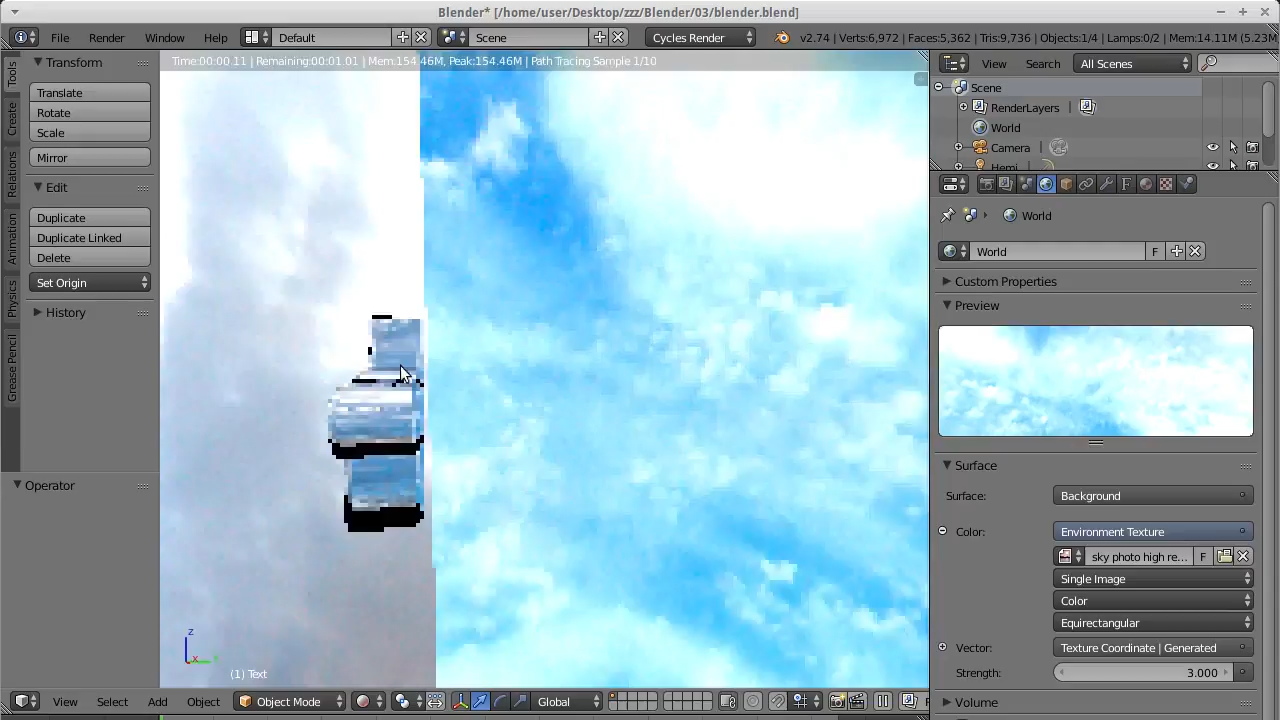 Blender* [/home/user/Desktop/zzz/Blender/03/blender.blend]
File Render Window Help Default Scene Cycles Render v2.74 | Verts:6,972 | Faces:5,362 | Tris:9,736 | Objects:1/4 | Lamps:0/2 | Mem:14.11M (5.23M
Time:00:00.11 | Remaining:00:01.01 | Mem:154.46M, Peak:154.46M | Path Tracing Sample 1/10
Tools
Create
Relations
Animation
Physics
Grease Pencil
Transform
Translate
Rotate
Scale
Mirror
Edit
Duplicate
Duplicate Linked
Delete
Set Origin
History
Operator
z
(1) Text
View Select Add Object Object Mode Global
View Search All Scenes
Scene
RenderLayers
World
Camera
Hemi
World
World F
Custom Properties
Preview
Surface
Surface: Background
Color: Environment Texture
sky photo high re... F
Single Image
Color
Equirectangular
Vector: Texture Coordinate | Generated
Strength: 3.000
Volume